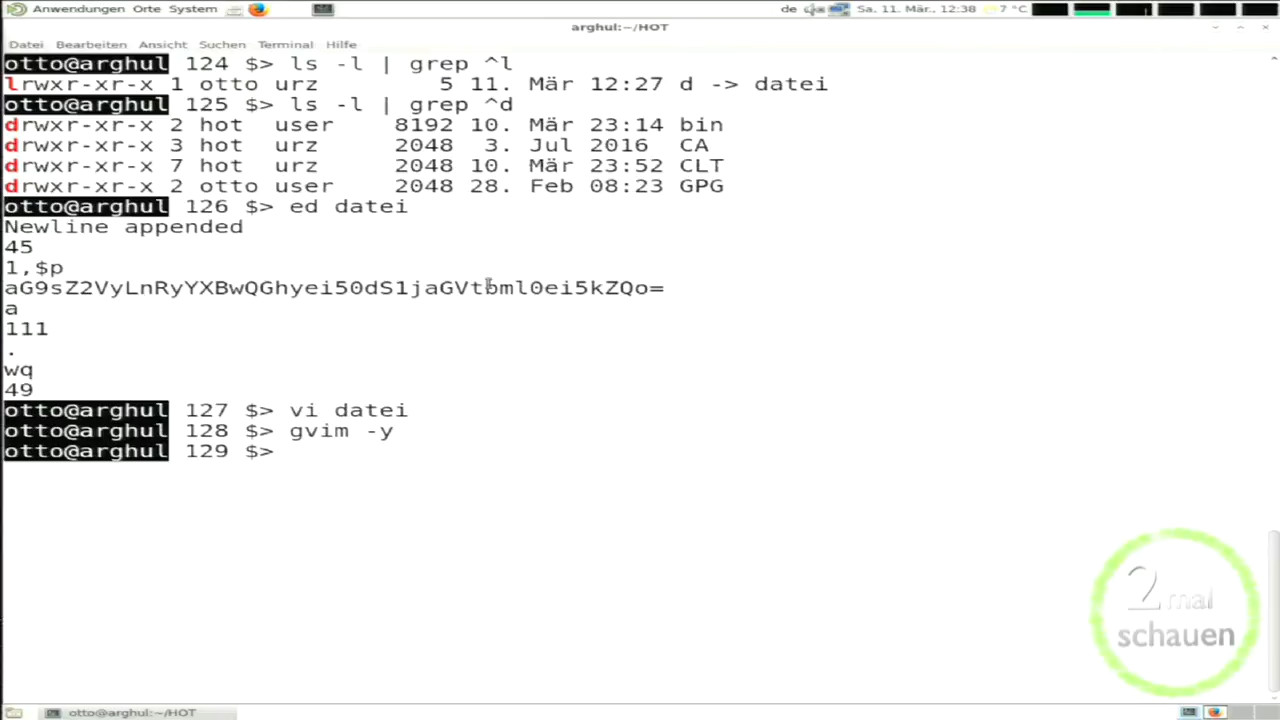 Anwendungen Orte System de Sa. 11. Mär., 12:38 7 °C
arghul:~/HOT
Datei Bearbeiten Ansicht Suchen Terminal Hilfe
otto@arghul 124 $> ls -l | grep ^l
lrwxr-xr-x 1 otto urz 5 11. Mär 12:27 d -> datei
otto@arghul 125 $> ls -l | grep ^d
drwxr-xr-x 2 hot user 8192 10. Mär 23:14 bin
drwxr-xr-x 3 hot urz 2048 3. Jul 2016 CA
drwxr-xr-x 7 hot urz 2048 10. Mär 23:52 CLT
drwxr-xr-x 2 otto user 2048 28. Feb 08:23 GPG
otto@arghul 126 $> ed datei
Newline appended
45
1,$p
aG9sZ2VyLnRyYXBwQGhyei50dS1jaGVtbml0ei5kZQo=
a
111
.
wq
49
otto@arghul 127 $> vi datei
otto@arghul 128 $> gvim -y
otto@arghul 129 $>
2 mal
schauen
otto@arghul:~/HOT